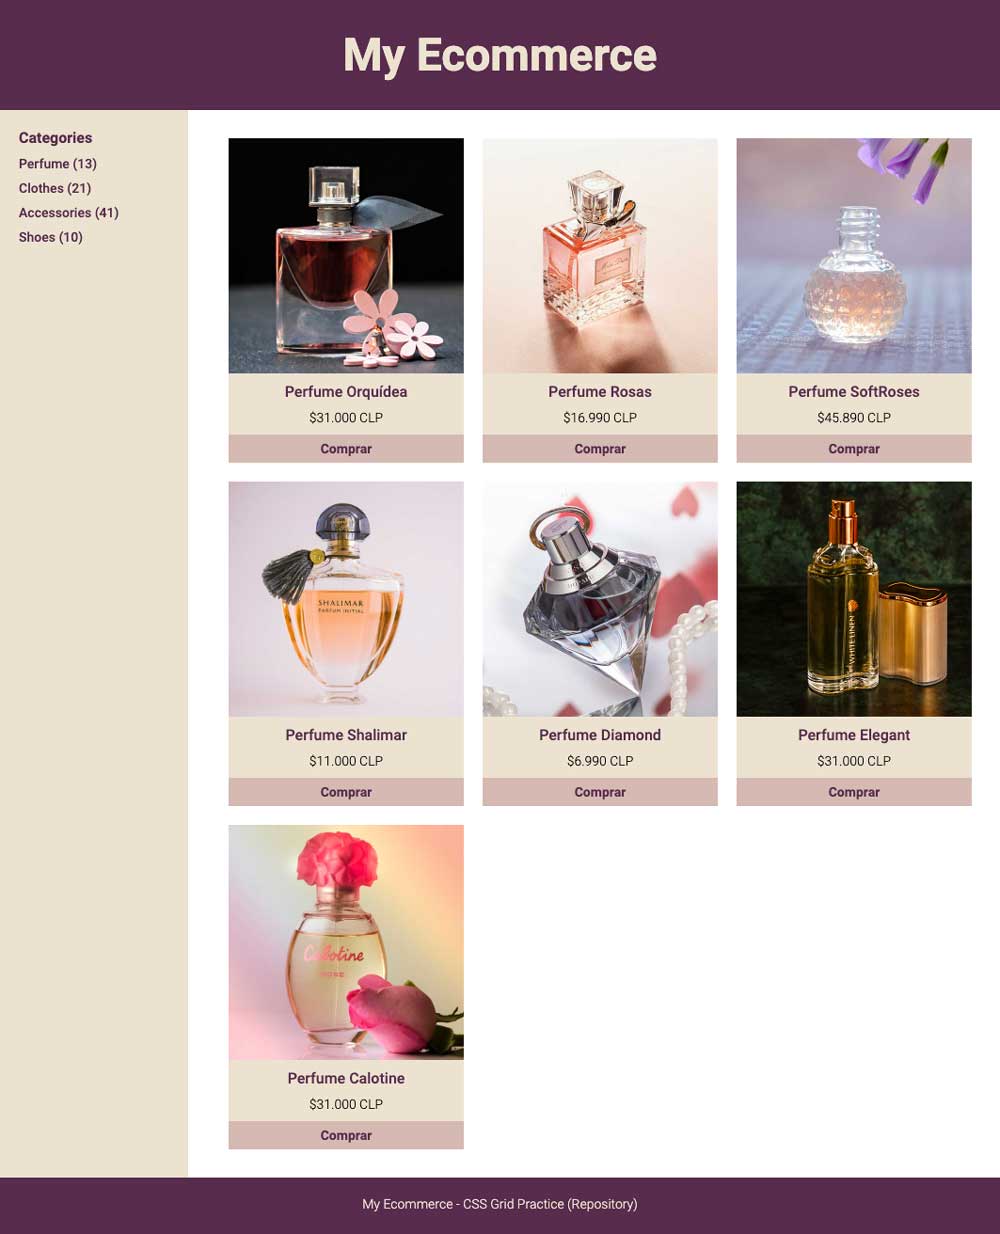 My Ecommerce
Categories
Perfume (13)
Clothes (21)
Accessories (41)
Shoes (10)
Perfume Orquídea
$31.000 CLP
Comprar
Perfume Rosas
$16.990 CLP
Comprar
Perfume SoftRoses
$45.890 CLP
Comprar
SHALIMAR
PARFUM INITIAL
Perfume Shalimar
$11.000 CLP
Comprar
Perfume Diamond
$6.990 CLP
Comprar
WHITE LINEN
Perfume Elegant
$31.000 CLP
Comprar
Cabotine
ROSE
Perfume Calotine
$31.000 CLP
Comprar
My Ecommerce - CSS Grid Practice (Repository)